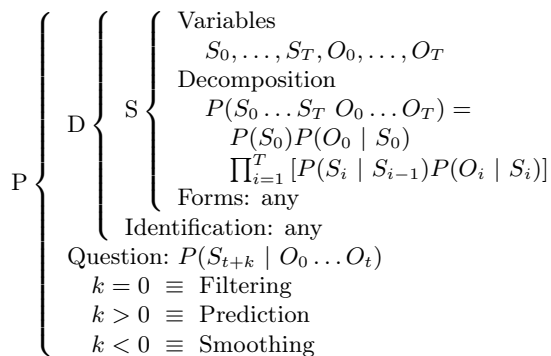 P
D
S
Variables
S_0, . . . , S_T, O_0, . . . , O_T
Decomposition
P(S_0 . . . S_T O_0 . . . O_T) =
P(S_0)P(O_0 | S_0)
∏_{i=1}^{T} [P(S_i | S_{i−1})P(O_i | S_i)]
Forms: any
Identification: any
Question: P(S_{t+k} | O_0 . . . O_t)
k = 0 ≡ Filtering
k > 0 ≡ Prediction
k < 0 ≡ Smoothing